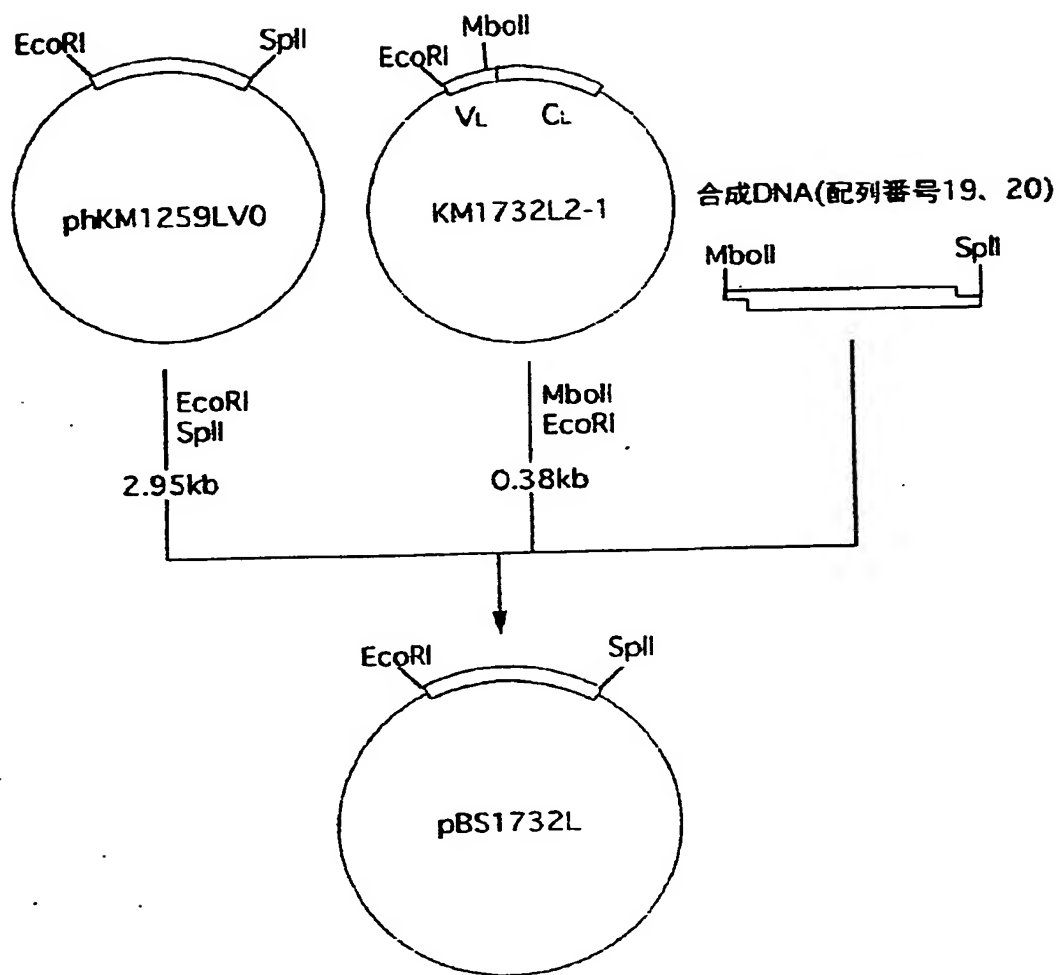 EcoRI
SplI
phKM1259LV0
EcoRI
MboII
VL
CL
KM1732L2-1
合成DNA(配列番号19、20)
MboII
SplI
EcoRI
SplI
2.95kb
MboII
EcoRI
0.38kb
EcoRI
SplI
pBS1732L